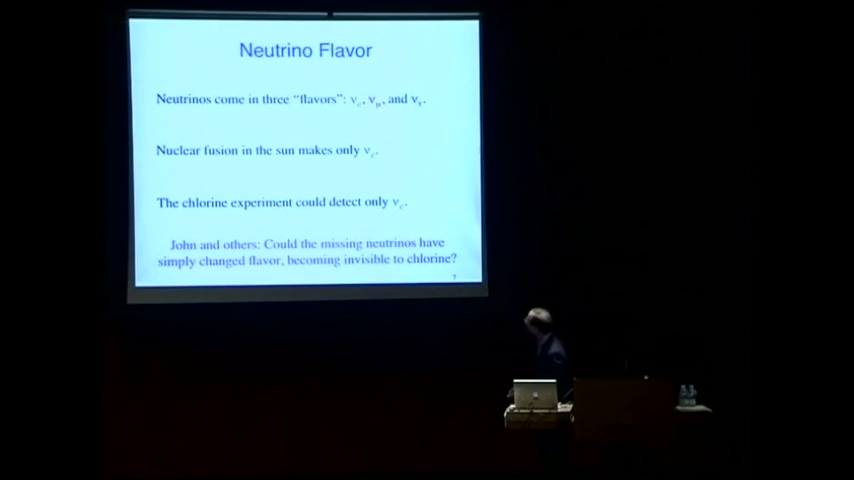 Neutrino Flavor
Neutrinos come in three “flavors”: νe, νμ, and ντ.
Nuclear fusion in the sun makes only νe.
The chlorine experiment could detect only νe.
John and others: Could the missing neutrinos have
simply changed flavor, becoming invisible to chlorine?
7